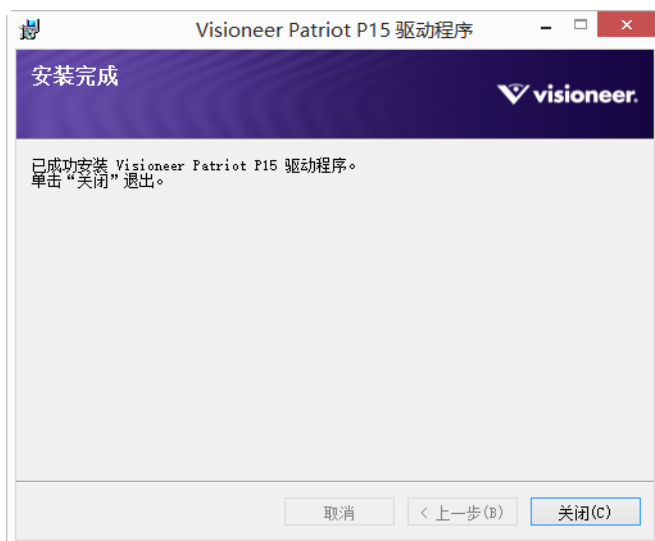 Visioneer Patriot P15 驱动程序
安装完成
visioneer.
已成功安装 Visioneer Patriot P15 驱动程序。
单击“关闭”退出。
取消
< 上一步(B)
关闭(C)